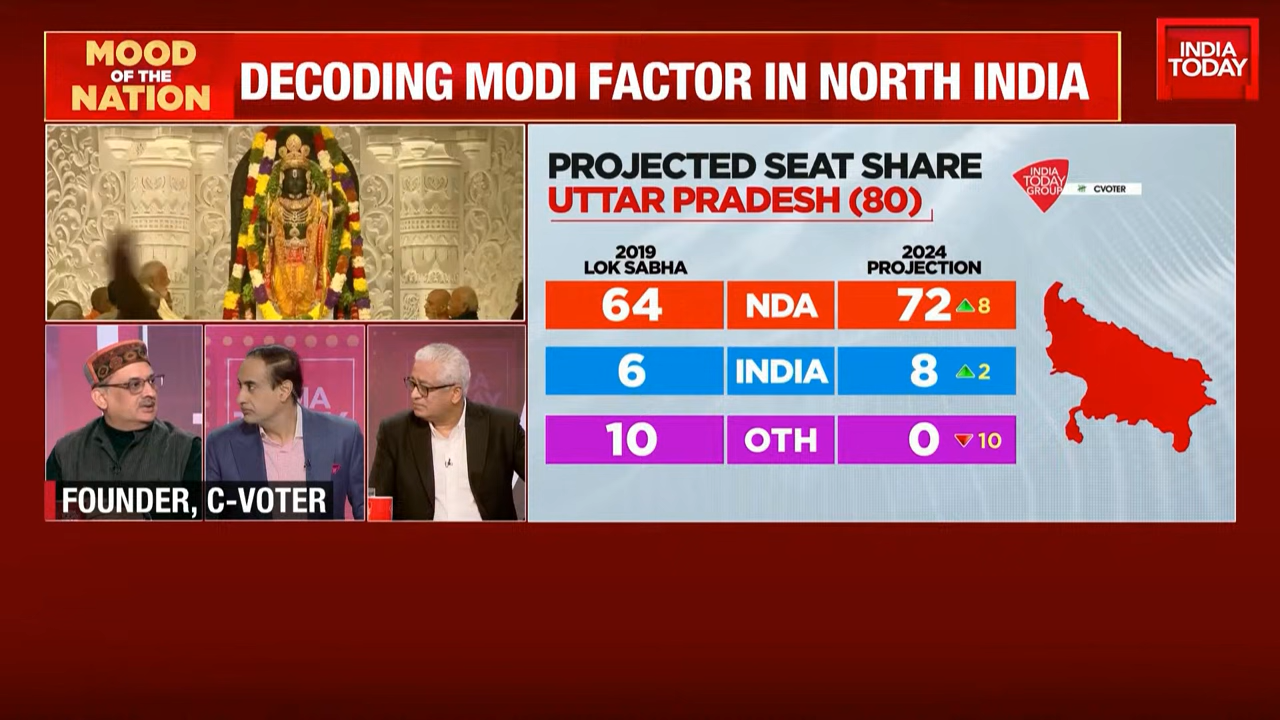 MOOD
OF THE
NATION
DECODING MODI FACTOR IN NORTH INDIA
INDIA
TODAY
PROJECTED SEAT SHARE
UTTAR PRADESH (80)
INDIA
TODAY
GROUP
CVOTER
2019
LOK SABHA
2024
PROJECTION
64 NDA 72 8
6 INDIA 8 2
10 OTH 0 10
FOUNDER, C-VOTER